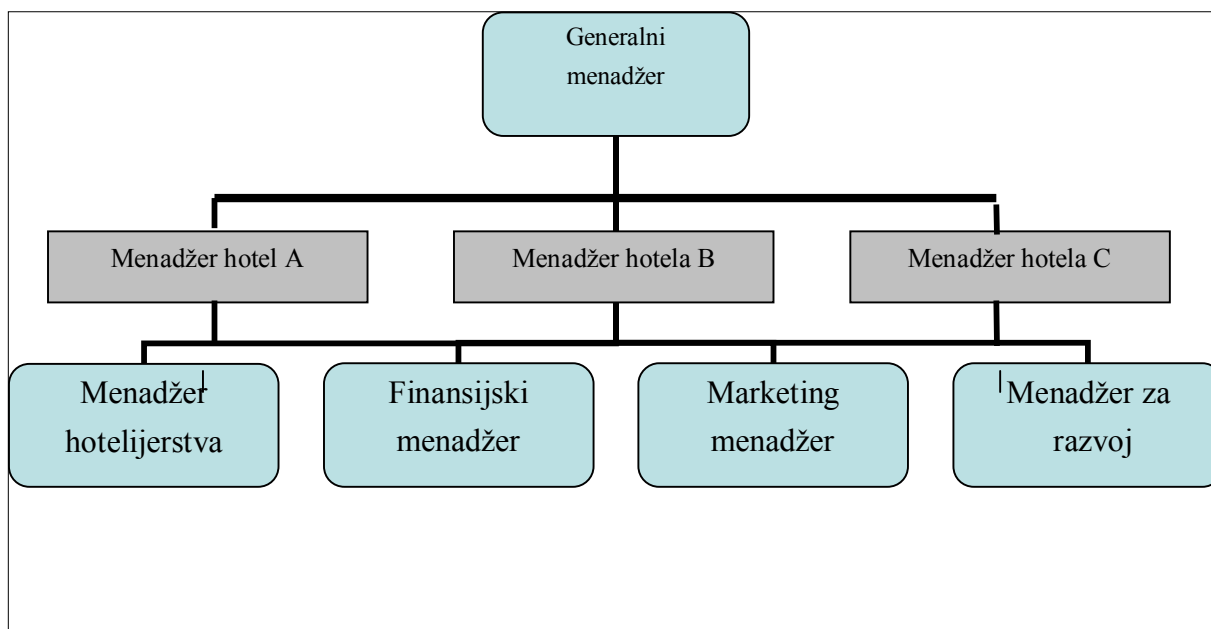 Generalni
menadžer
Menadžer hotel A
Menadžer hotela B
Menadžer hotela C
Menadžer
hotelijerstva
Finansijski
menadžer
Marketing
menadžer
Menadžer za
razvoj